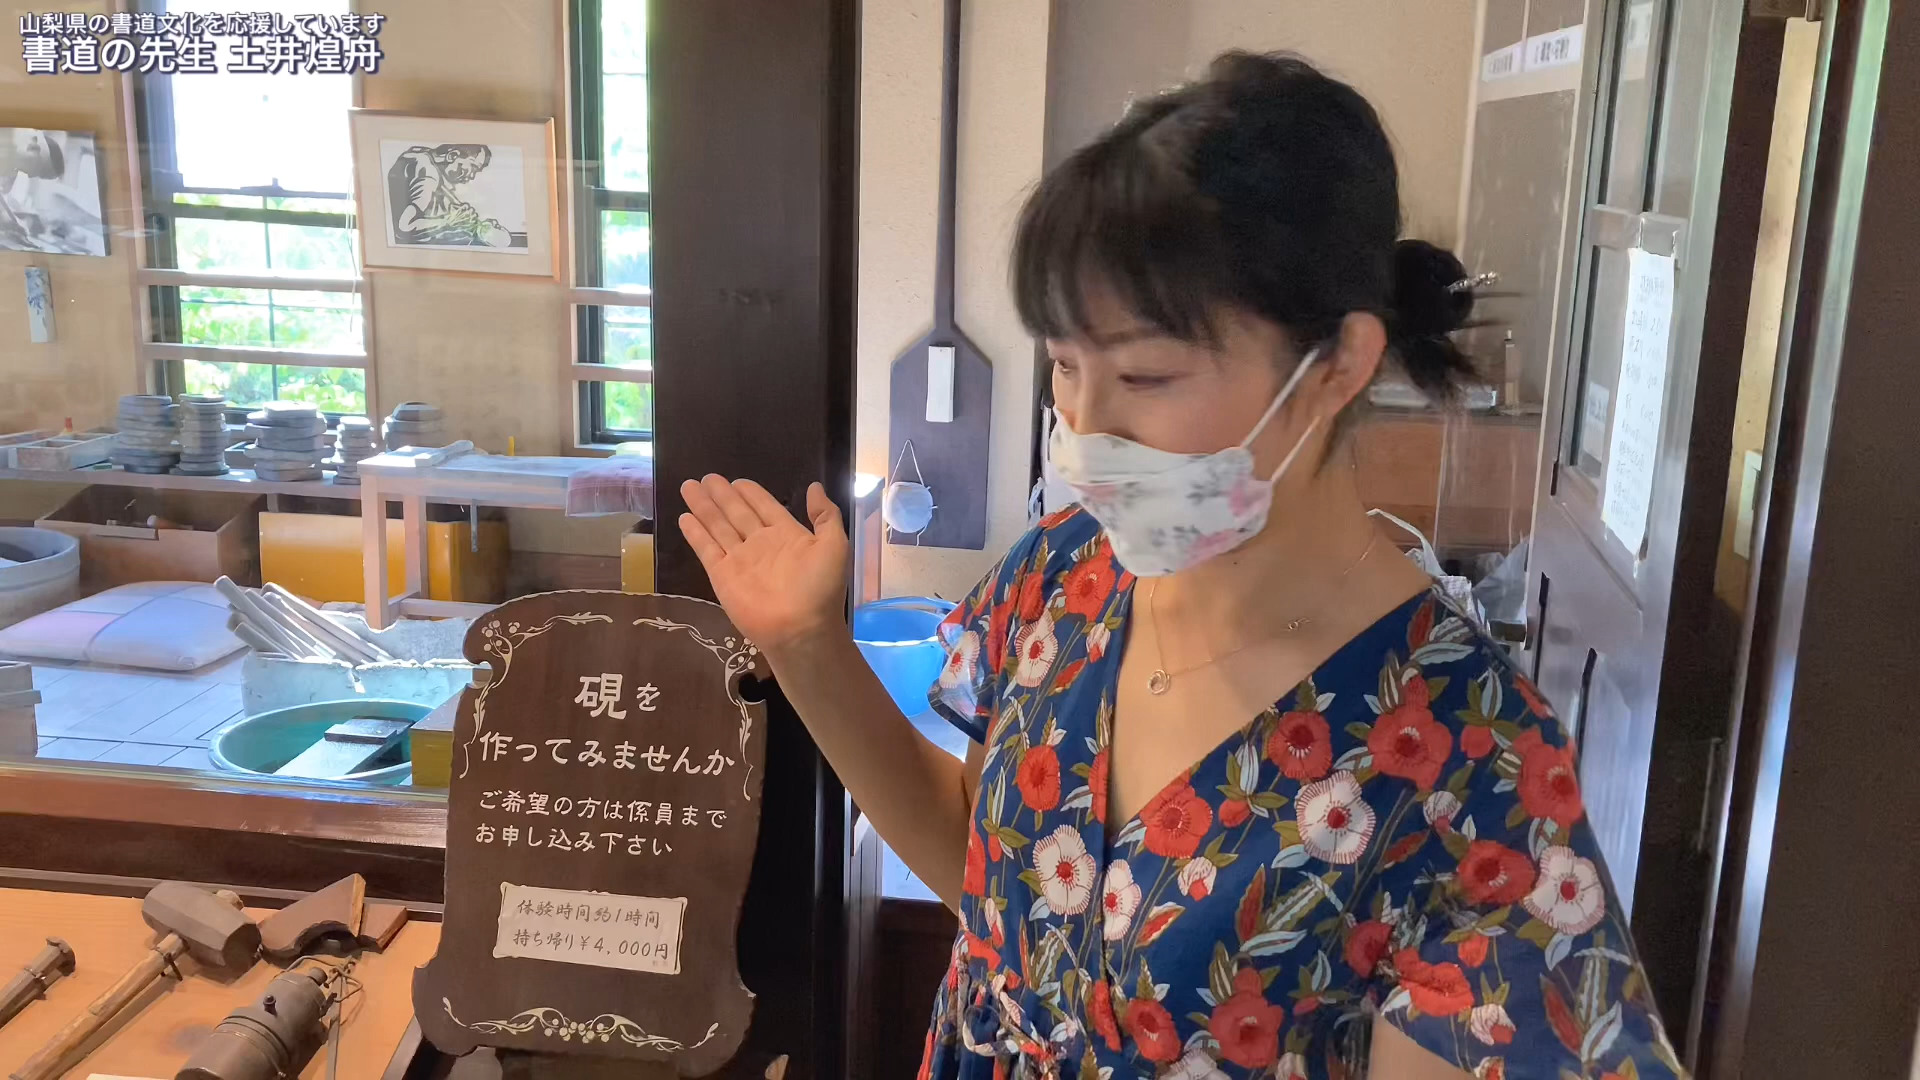 山梨県の書道文化を応援しています
書道の先生 土井煌舟
硯を
作ってみませんか
ご希望の方は係員まで
お申し込み下さい
体験時間約1時間
持ち帰り¥4,000円